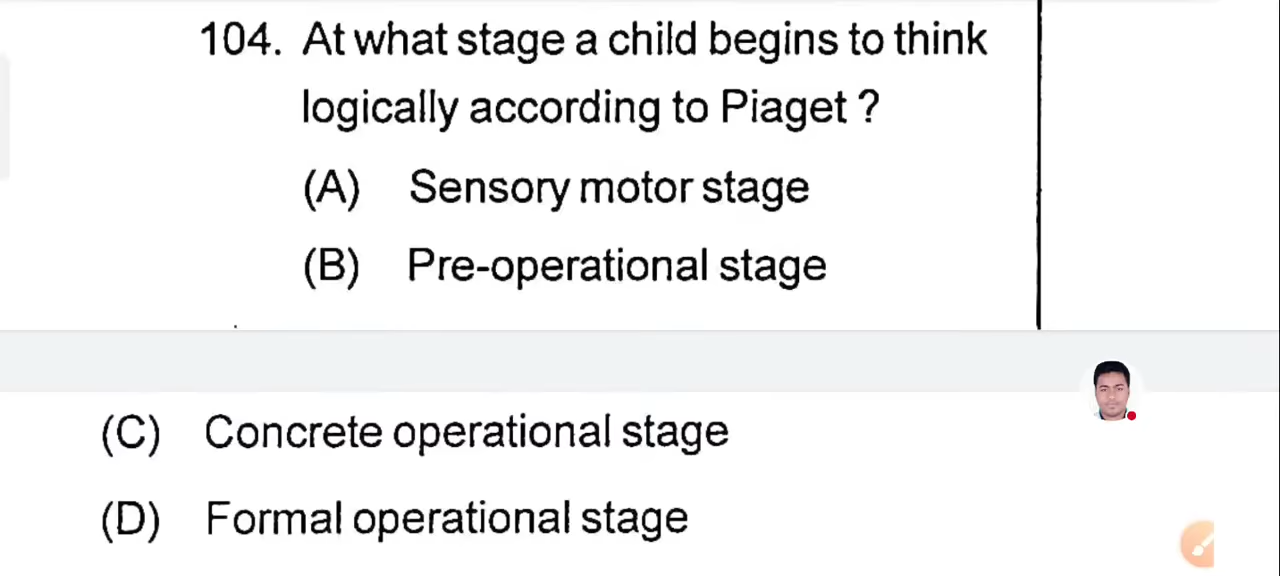 104. At what stage a child begins to think
logically according to Piaget ?
(A) Sensory motor stage
(B) Pre-operational stage
(C) Concrete operational stage
(D) Formal operational stage